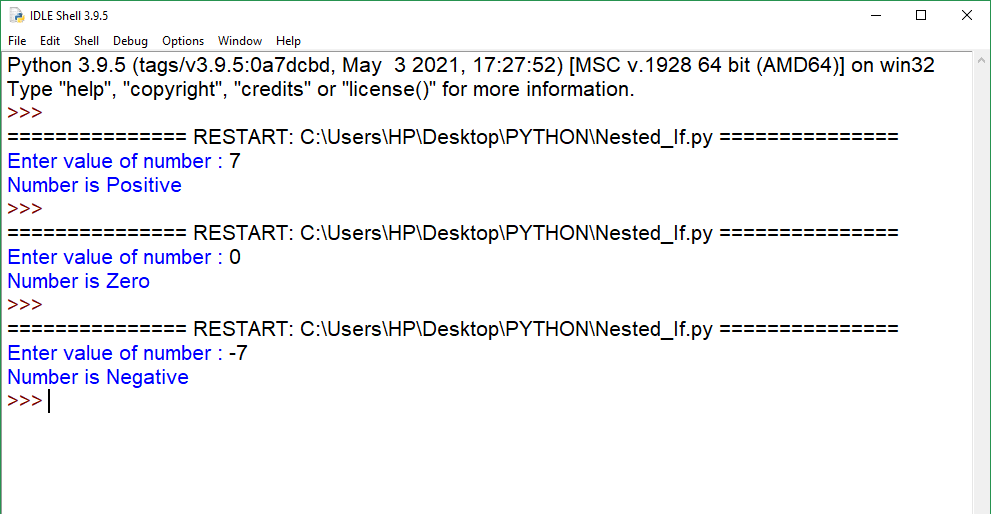 IDLE Shell 3.9.5
File Edit Shell Debug Options Window Help
Python 3.9.5 (tags/v3.9.5:0a7dcbd, May  3 2021, 17:27:52) [MSC v.1928 64 bit (AMD64)] on win32
Type "help", "copyright", "credits" or "license()" for more information.
>>>
=============== RESTART: C:\Users\HP\Desktop\PYTHON\Nested_If.py ===============
Enter value of number : 7
Number is Positive
>>>
=============== RESTART: C:\Users\HP\Desktop\PYTHON\Nested_If.py ===============
Enter value of number : 0
Number is Zero
>>>
=============== RESTART: C:\Users\HP\Desktop\PYTHON\Nested_If.py ===============
Enter value of number : -7
Number is Negative
>>>